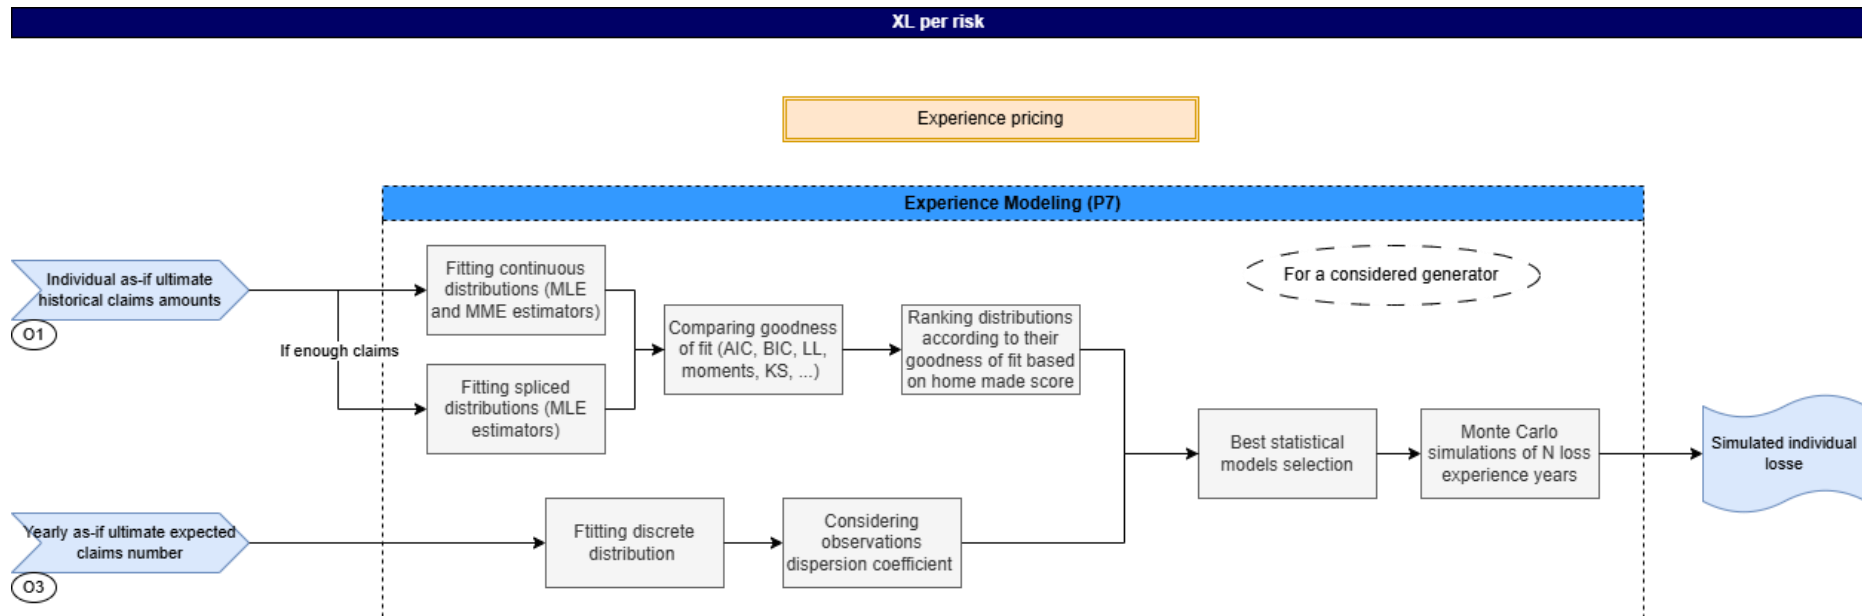 XL per risk
Experience pricing
Experience Modeling (P7)
Individual as-if ultimate
historical claims amounts
O1
If enough claims
Fitting continuous
distributions (MLE
and MME estimators)
Fitting spliced
distributions (MLE
estimators)
Comparing goodness
of fit (AIC, BIC, LL,
moments, KS, ...)
Ranking distributions
according to their
goodness of fit based
on home made score
For a considered generator
Yearly as-if ultimate expected
claims number
O3
Ftitting discrete
distribution
Considering
observations
dispersion coefficient
Best statistical
models selection
Monte Carlo
simulations of N loss
experience years
Simulated individual
losse